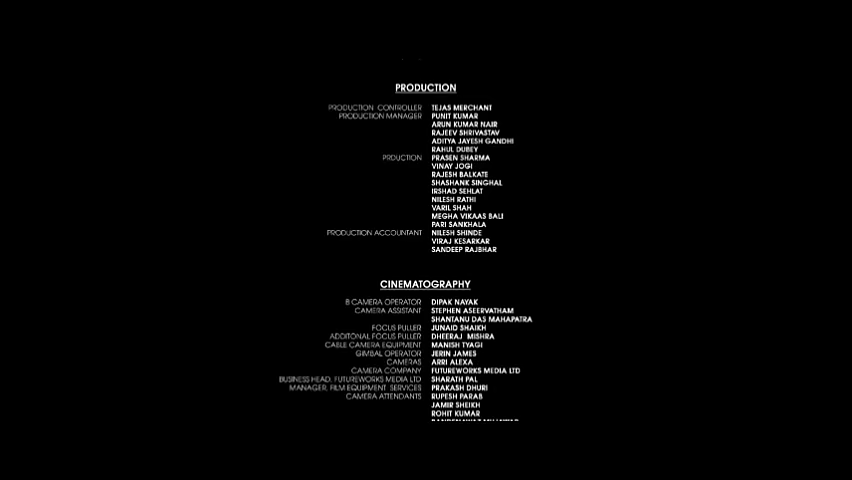 PRODUCTION
PRODUCTION CONTROLLER TEJAS MERCHANT
PRODUCTION MANAGER PUNIT KUMAR
ARUN KUMAR NAIR
RAJEEV SHRIVASTAV
ADITYA JAYESH GANDHI
RAHUL DUBEY
PRDUCTION PRASEN SHARMA
VINAY JOGI
RAJESH BALKATE
SHASHANK SINGHAL
IRSHAD SEHLAT
NILESH RATHI
VARIL SHAH
MEGHA VIKAAS BALI
PARI SANKHALA
PRODUCTION ACCOUNTANT NILESH SHINDE
VIRAJ KESARKAR
SANDEEP RAJBHAR
CINEMATOGRAPHY
B CAMERA OPERATOR DIPAK NAYAK
CAMERA ASSISTANT STEPHEN ASEERVATHAM
SHANTANU DAS MAHAPATRA
FOCUS PULLER JUNAID SHAIKH
ADDITONAL FOCUS PULLER DHEERAJ MISHRA
CABLE CAMERA EQUIPMENT MANISH TYAGI
GIMBAL OPERATOR JERIN JAMES
CAMERAS ARRI ALEXA
CAMERA COMPANY FUTUREWORKS MEDIA LTD
BUSINESS HEAD, FUTUREWORKS MEDIA LTD SHARATH PAL
MANAGER, FILM EQUIPMENT SERVICES PRAKASH DHURI
CAMERA ATTENDANTS RUPESH PARAB
JAMIR SHEIKH
ROHIT KUMAR